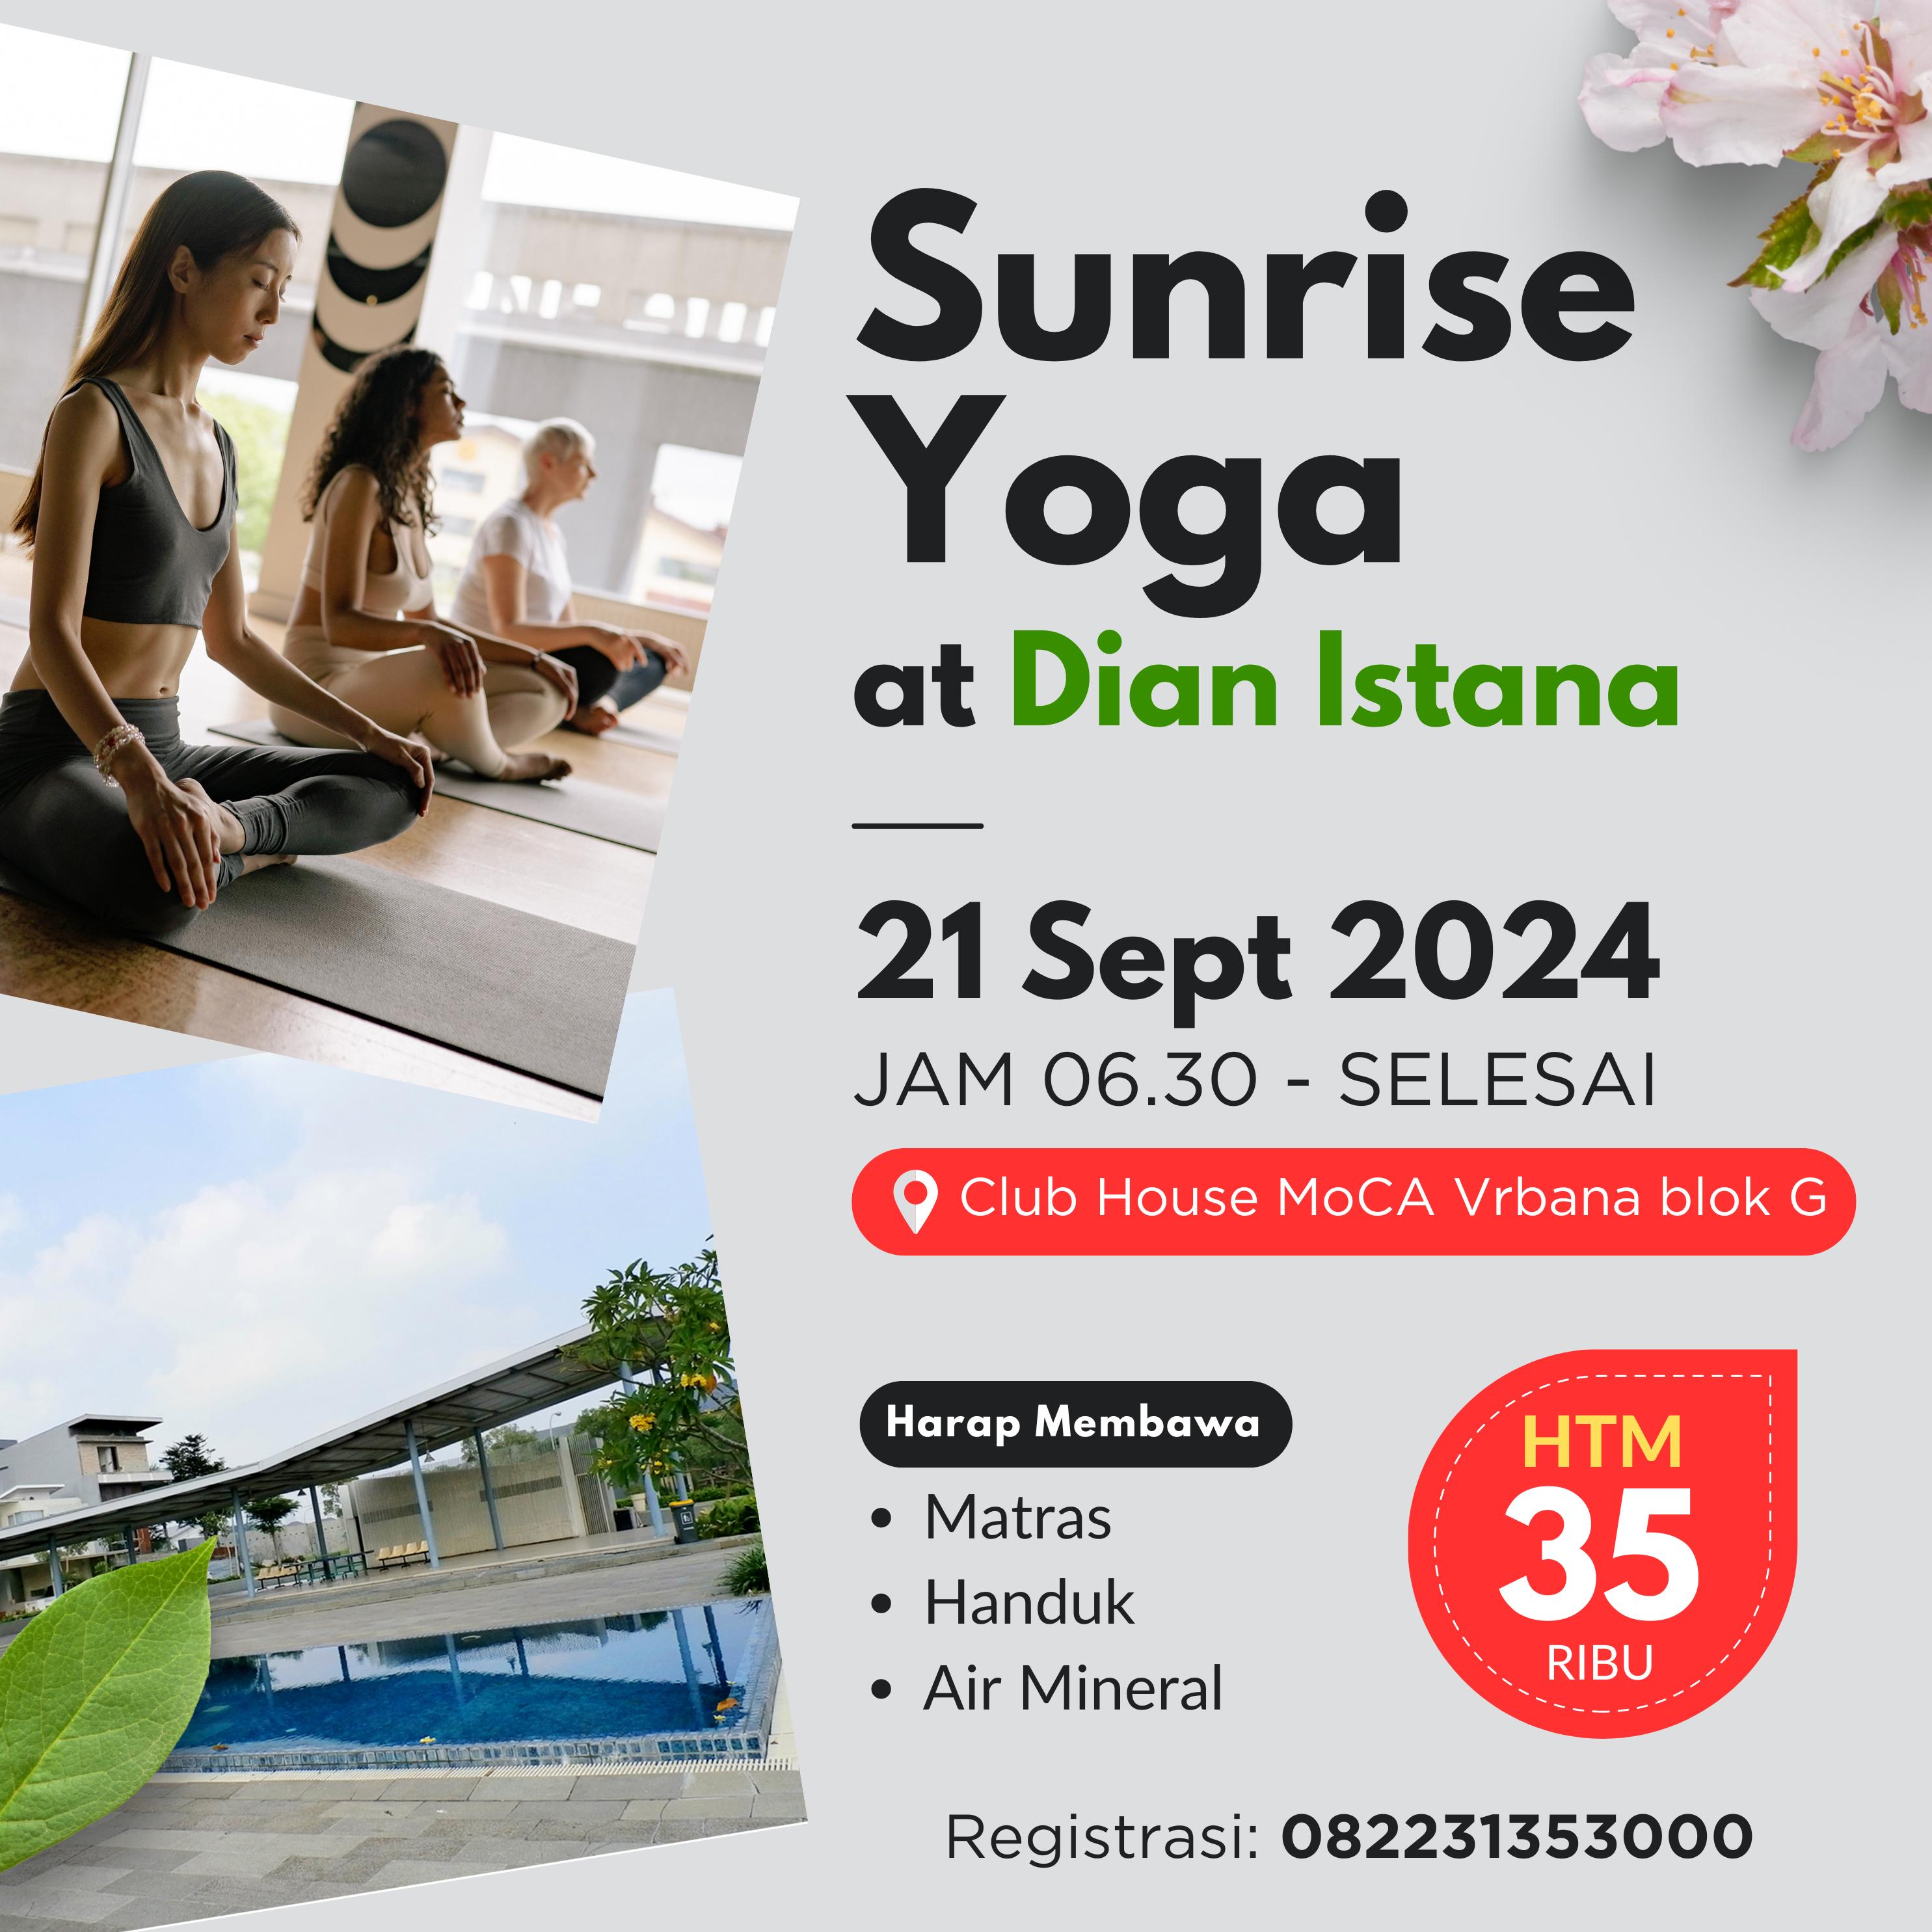 Sunrise
Yoga
at Dian Istana
21 Sept 2024
JAM 06.30 - SELESAI
Club House MoCA Vrbana blok G
Harap Membawa
• Matras
• Handuk
• Air Mineral
HTM
35
RIBU
Registrasi: 082231353000